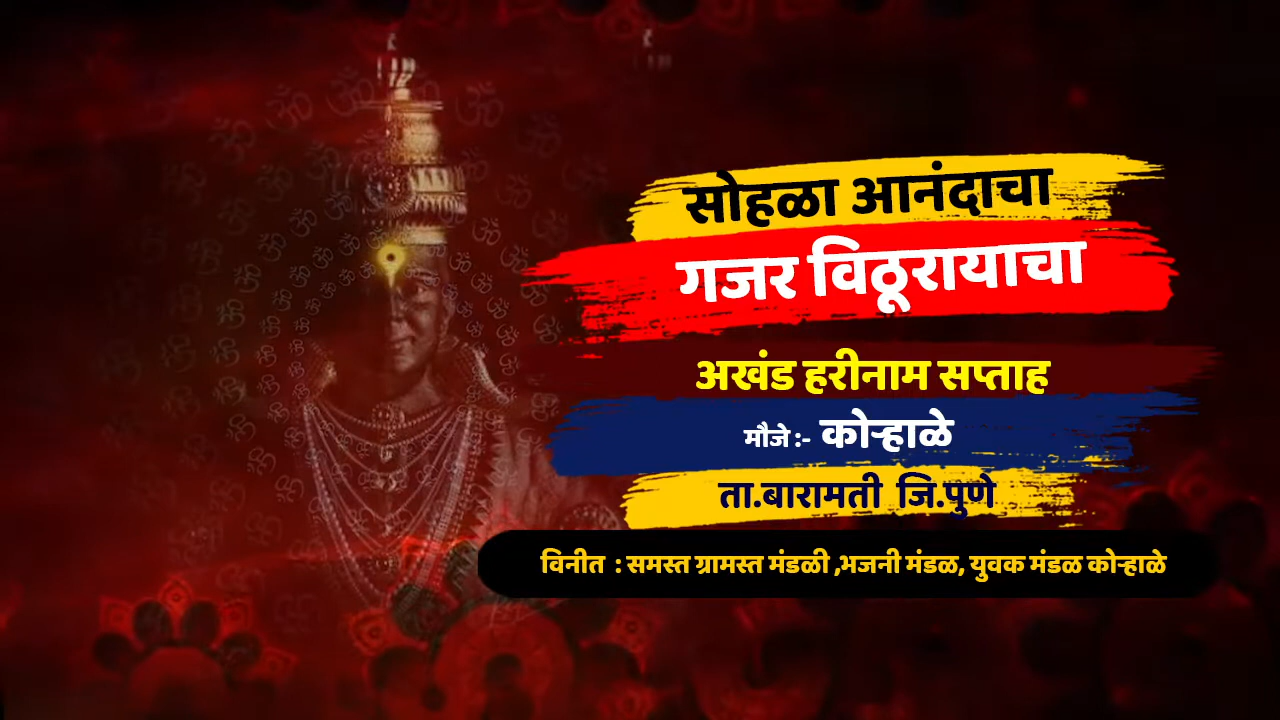 सोहळा आनंदाचा
गजर विठूरायाचा
अखंड हरीनाम सप्ताह
मौजे :- कोऱ्हाळे
ता.बारामती जि.पुणे
विनीत : समस्त ग्रामस्त मंडळी ,भजनी मंडळ, युवक मंडळ कोऱ्हाळे